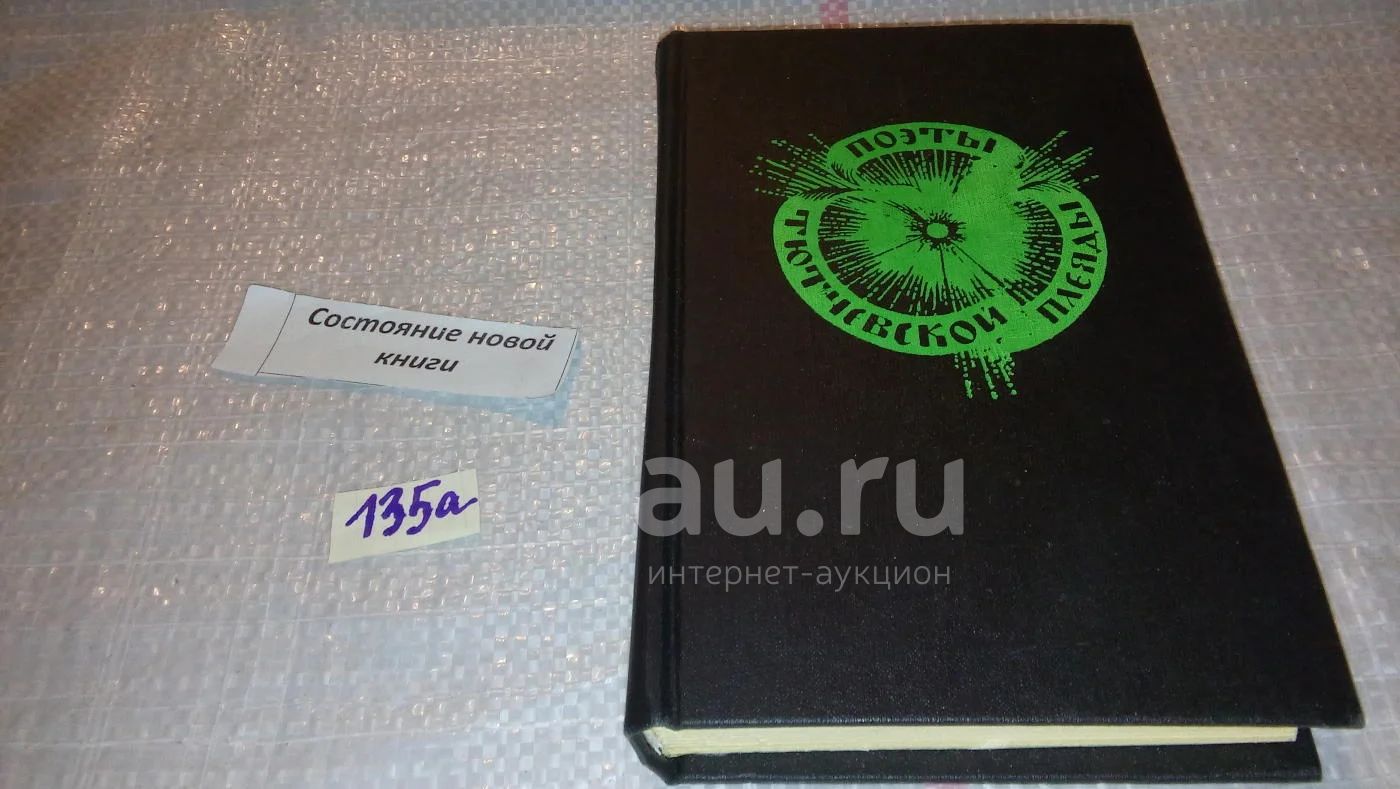 ПОЭТЫ
ТЮТЧЕВСКОЙ
ПЛЕЯДЫ
Состояние новой
книги
135а
au.ru
интернет-аукцион